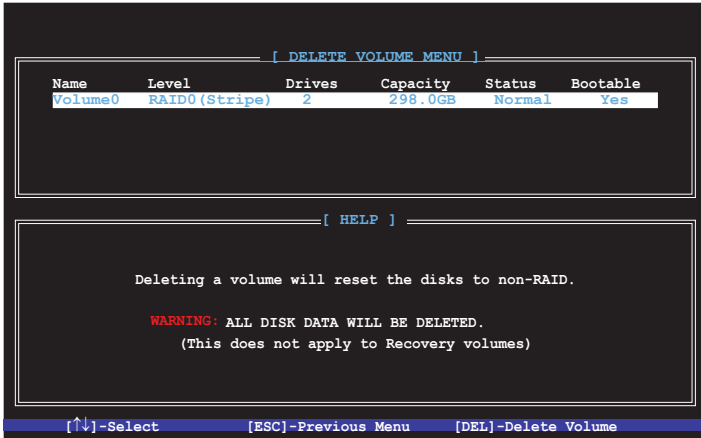 [ DELETE VOLUME MENU ]
Name Level Drives Capacity Status Bootable
Volume0 RAID0(Stripe) 2 298.0GB Normal Yes
[ HELP ]
Deleting a volume will reset the disks to non-RAID.
WARNING: ALL DISK DATA WILL BE DELETED.
(This does not apply to Recovery volumes)
[↑↓]-Select [ESC]-Previous Menu [DEL]-Delete Volume